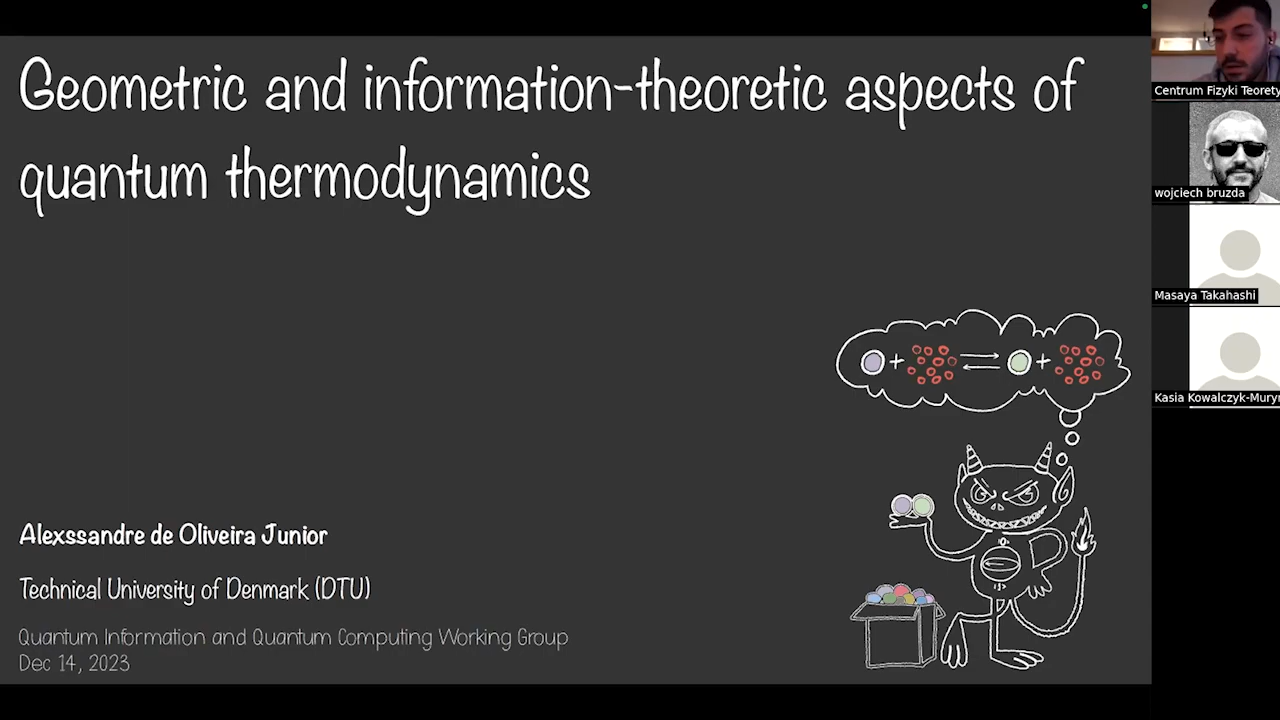 Geometric and information-theoretic aspects of
quantum thermodynamics
Alexssandre de Oliveira Junior
Technical University of Denmark (DTU)
Quantum Information and Quantum Computing Working Group
Dec 14, 2023
Centrum Fizyki Teorety
wojciech bruzda
Masaya Takahashi
Kasia Kowalczyk-Mury